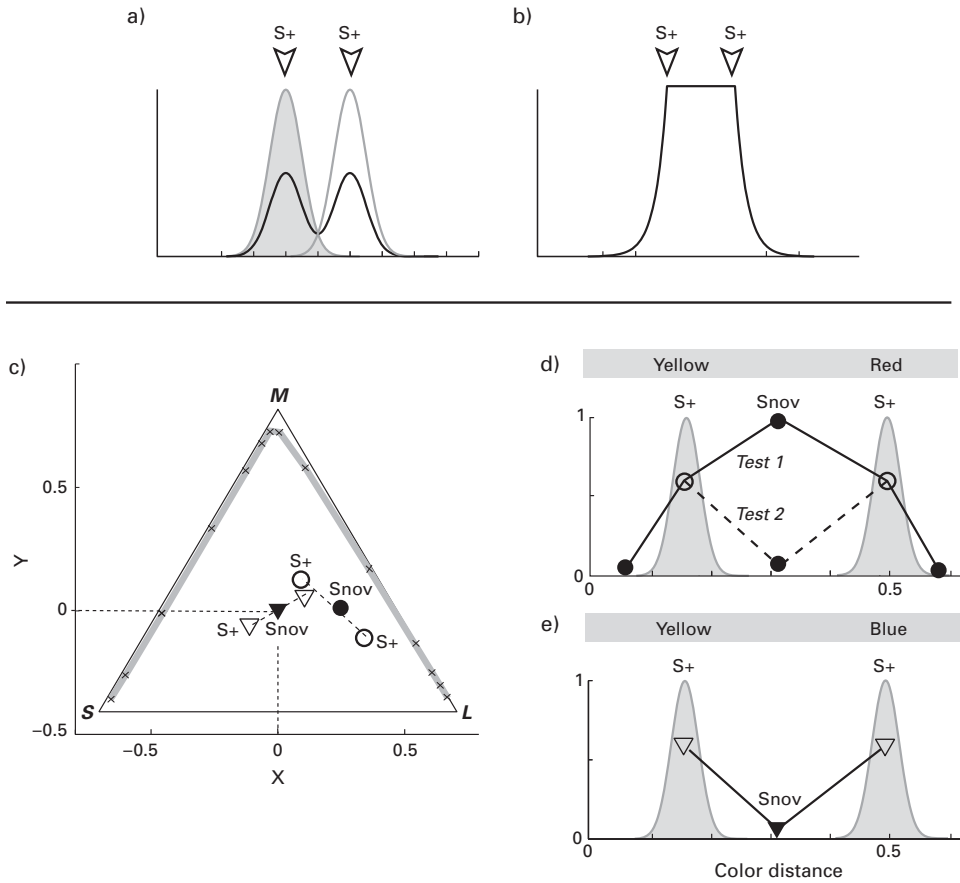 a)
S+ S+
b)
S+ S+
c)
M
0.5
Y
0
S+
Snov
S+
Snov
S+
S
L
−0.5
−0.5 0 0.5
X
d)
Yellow Red
S+ Snov S+
1
Test 1
Test 2
0
0.5
e)
Yellow Blue
S+ S+
1
Snov
0
0 0.5
Color distance